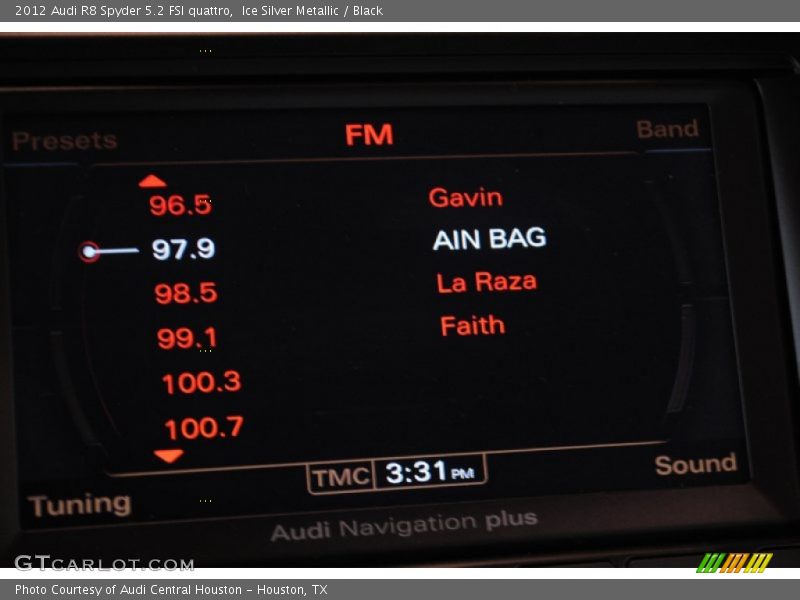 2012 Audi R8 Spyder 5.2 FSI quattro,  Ice Silver Metallic / Black
Presets FM Band
96.5 Gavin
97.9 AIN BAG
98.5 La Raza
99.1 Faith
100.3
100.7
TMC 3:31 PM
Tuning Sound
Audi Navigation plus
GTCARLOT.COM
Photo Courtesy of Audi Central Houston - Houston, TX